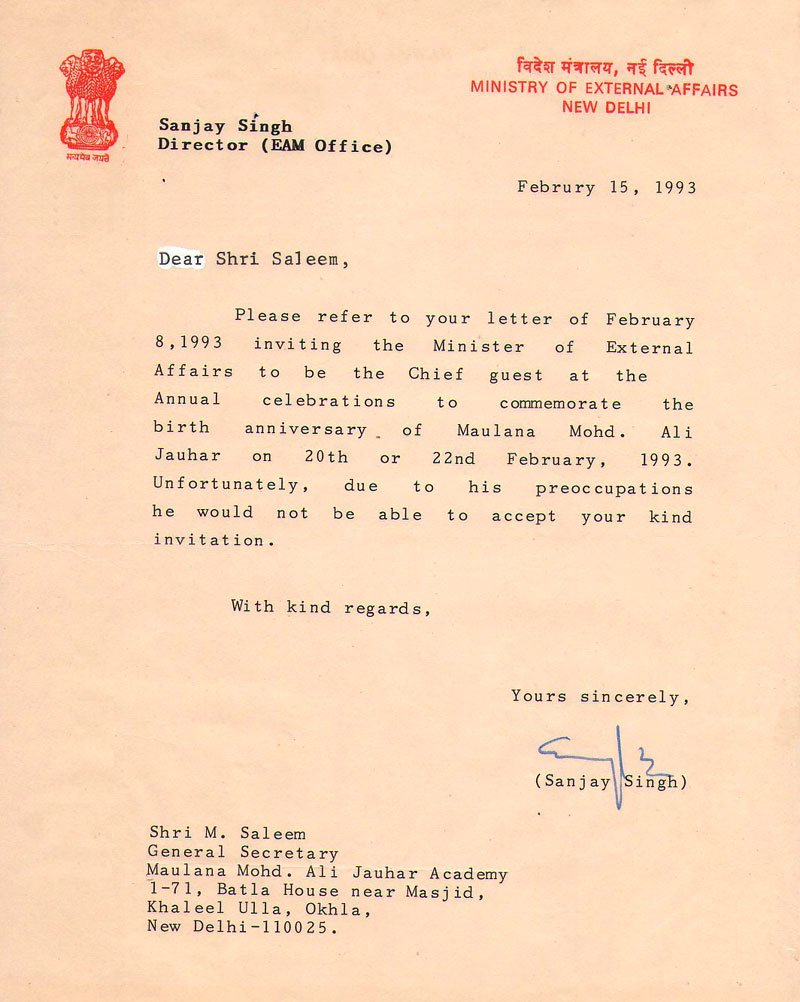 विदेश मंत्रालय, नई दिल्ली
MINISTRY OF EXTERNAL AFFAIRS
NEW DELHI
सत्यमेव जयते
Sanjay Singh
Director (EAM Office)
Februry 15, 1993
Dear Shri Saleem,
Please refer to your letter of February
8,1993 inviting the Minister of External
Affairs to be the Chief guest at the
Annual celebrations to commemorate the
birth anniversary of Maulana Mohd. Ali
Jauhar on 20th or 22nd February, 1993.
Unfortunately, due to his preoccupations
he would not be able to accept your kind
invitation.
With kind regards,
Yours sincerely,
(Sanjay Singh)
Shri M. Saleem
General Secretary
Maulana Mohd. Ali Jauhar Academy
1-71, Batla House near Masjid,
Khaleel Ulla, Okhla,
New Delhi-110025.